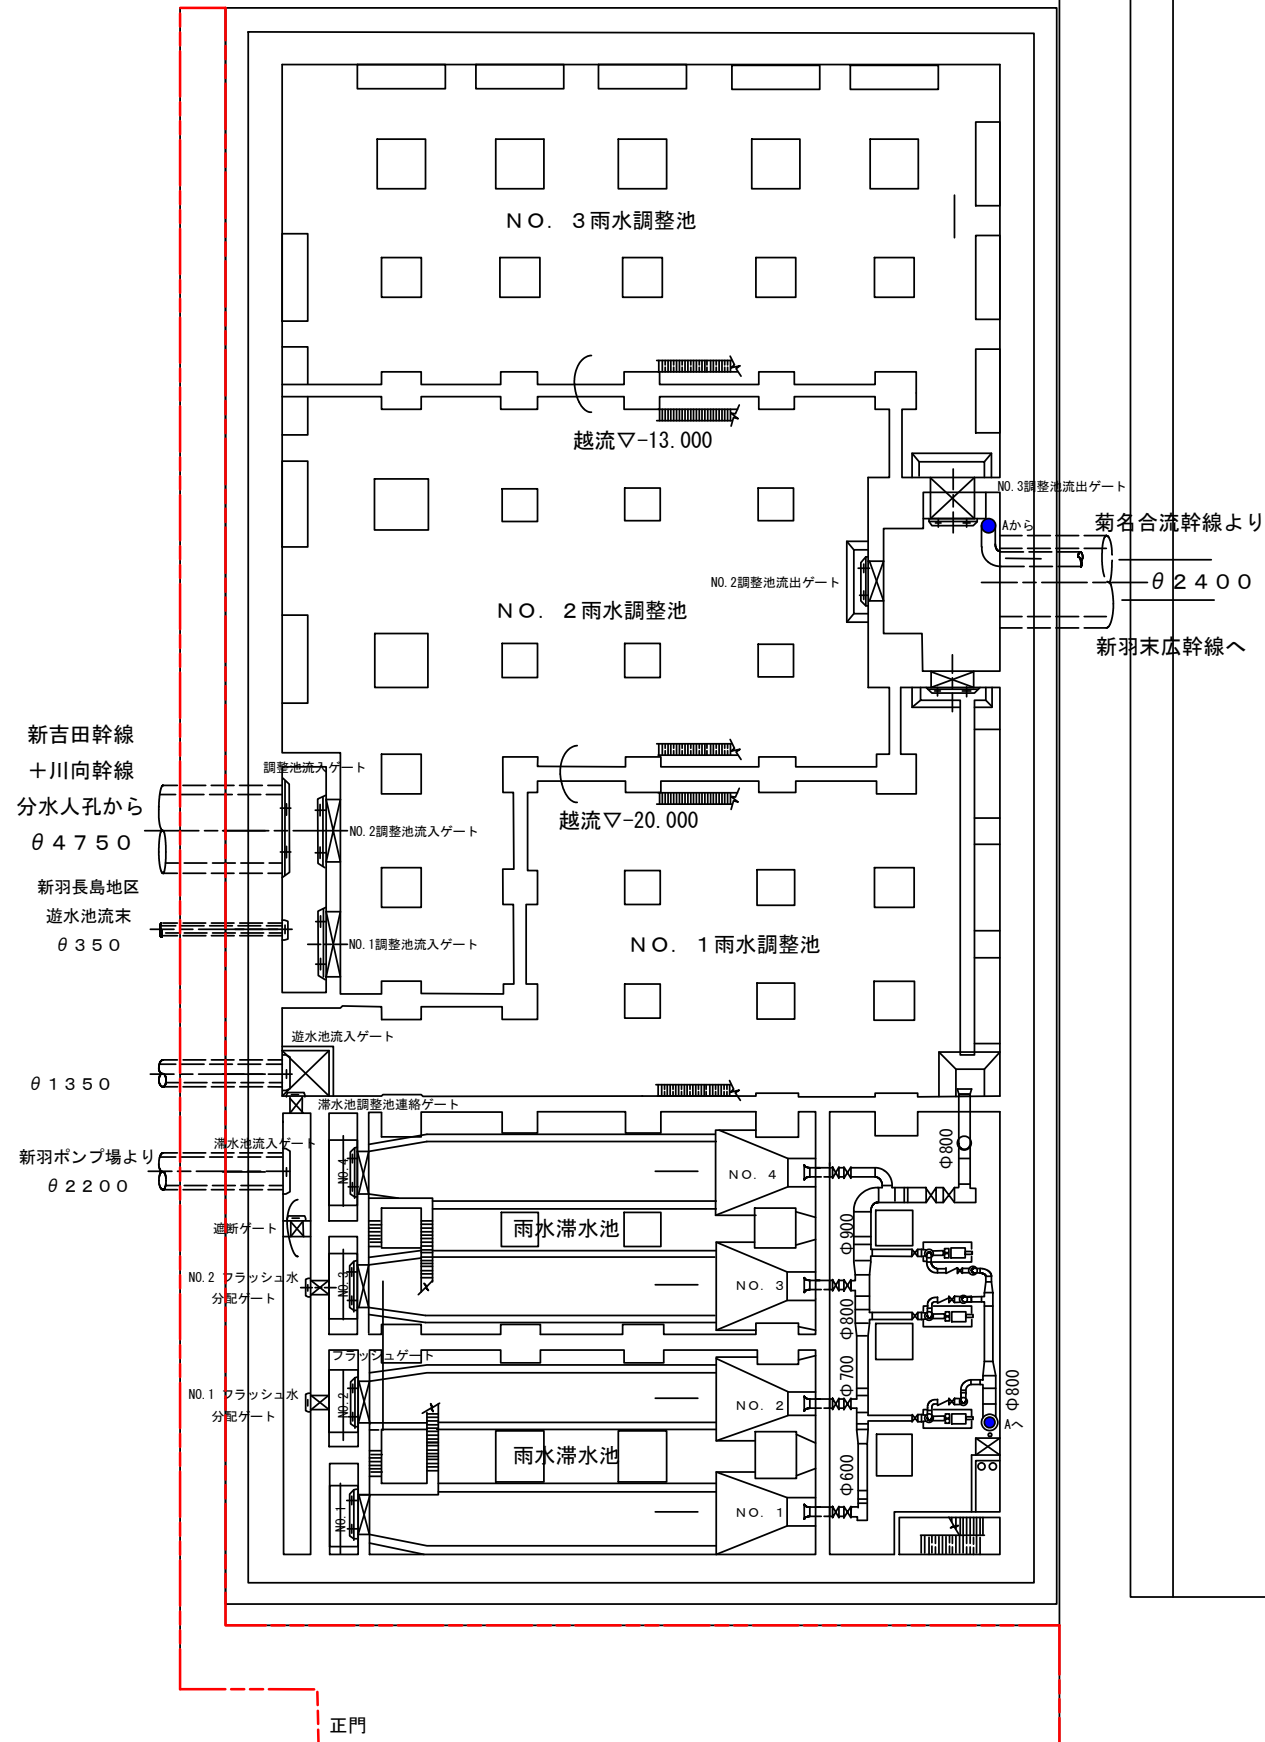 NO. 3雨水調整池
越流▽-13.000
NO.3調整池流出ゲート
Aから
菊名合流幹線より
θ2400
新羽末広幹線へ
NO.2調整池流出ゲート
NO. 2雨水調整池
新吉田幹線
+川向幹線
分水人孔から
θ4750
調整池流入ゲート
NO.2調整池流入ゲート
越流▽-20.000
新羽長島地区
遊水池流末
θ350
NO.1調整池流入ゲート
NO. 1雨水調整池
遊水池流入ゲート
θ1350
滞水池調整池連絡ゲート
滞水池流入ゲート
新羽ポンプ場より
θ2200
NO.4
NO. 4
Φ800
遮断ゲート
雨水滞水池
Φ900
NO.2 フラッシュ水
分配ゲート
NO.3
NO. 3
Φ800
フラッシュゲート
Φ700
NO.1 フラッシュ水
分配ゲート
NO.2
NO. 2
Φ800
Aへ
雨水滞水池
Φ600
NO.1
NO. 1
正門